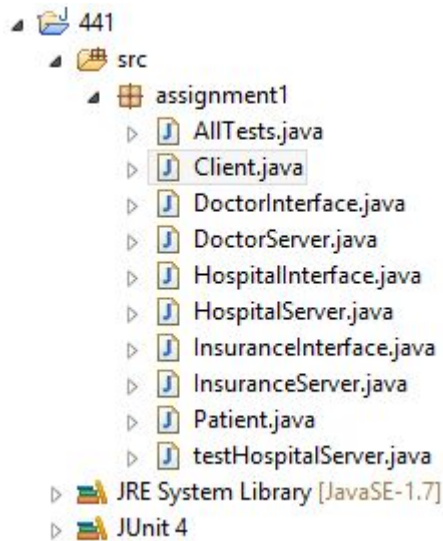 441
src
assignment1
AllTests.java
Client.java
DoctorInterface.java
DoctorServer.java
HospitalInterface.java
HospitalServer.java
InsuranceInterface.java
InsuranceServer.java
Patient.java
testHospitalServer.java
JRE System Library [JavaSE-1.7]
JUnit 4